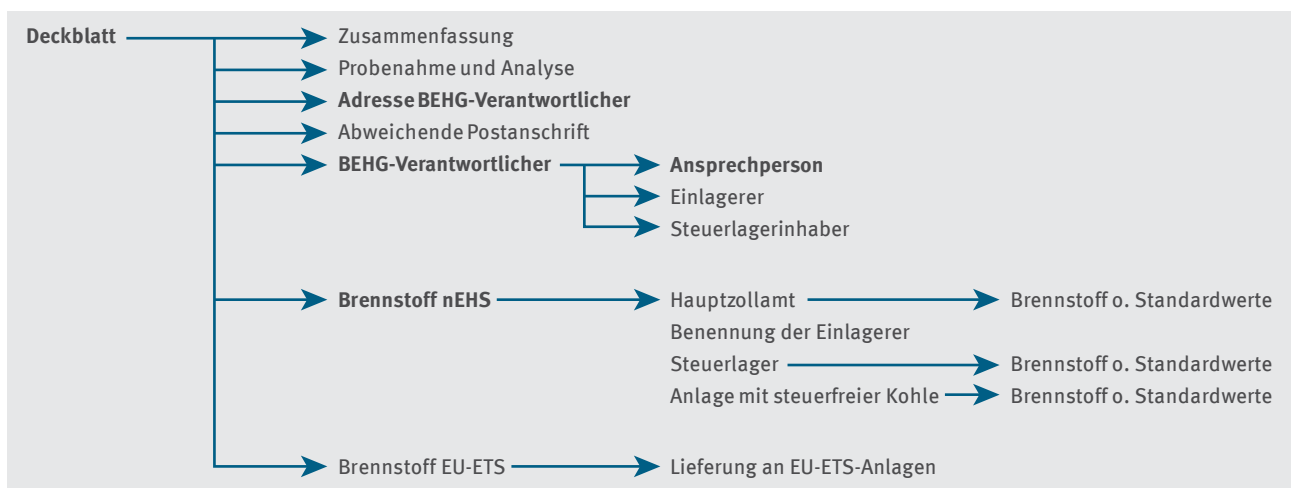 Deckblatt
Zusammenfassung
Probenahme und Analyse
Adresse BEHG-Verantwortlicher
Abweichende Postanschrift
BEHG-Verantwortlicher Ansprechperson
Einlagerer
Steuerlagerinhaber
Brennstoff nEHS Hauptzollamt Brennstoff o. Standardwerte
Benennung der Einlagerer
Steuerlager Brennstoff o. Standardwerte
Anlage mit steuerfreier Kohle Brennstoff o. Standardwerte
Brennstoff EU-ETS Lieferung an EU-ETS-Anlagen